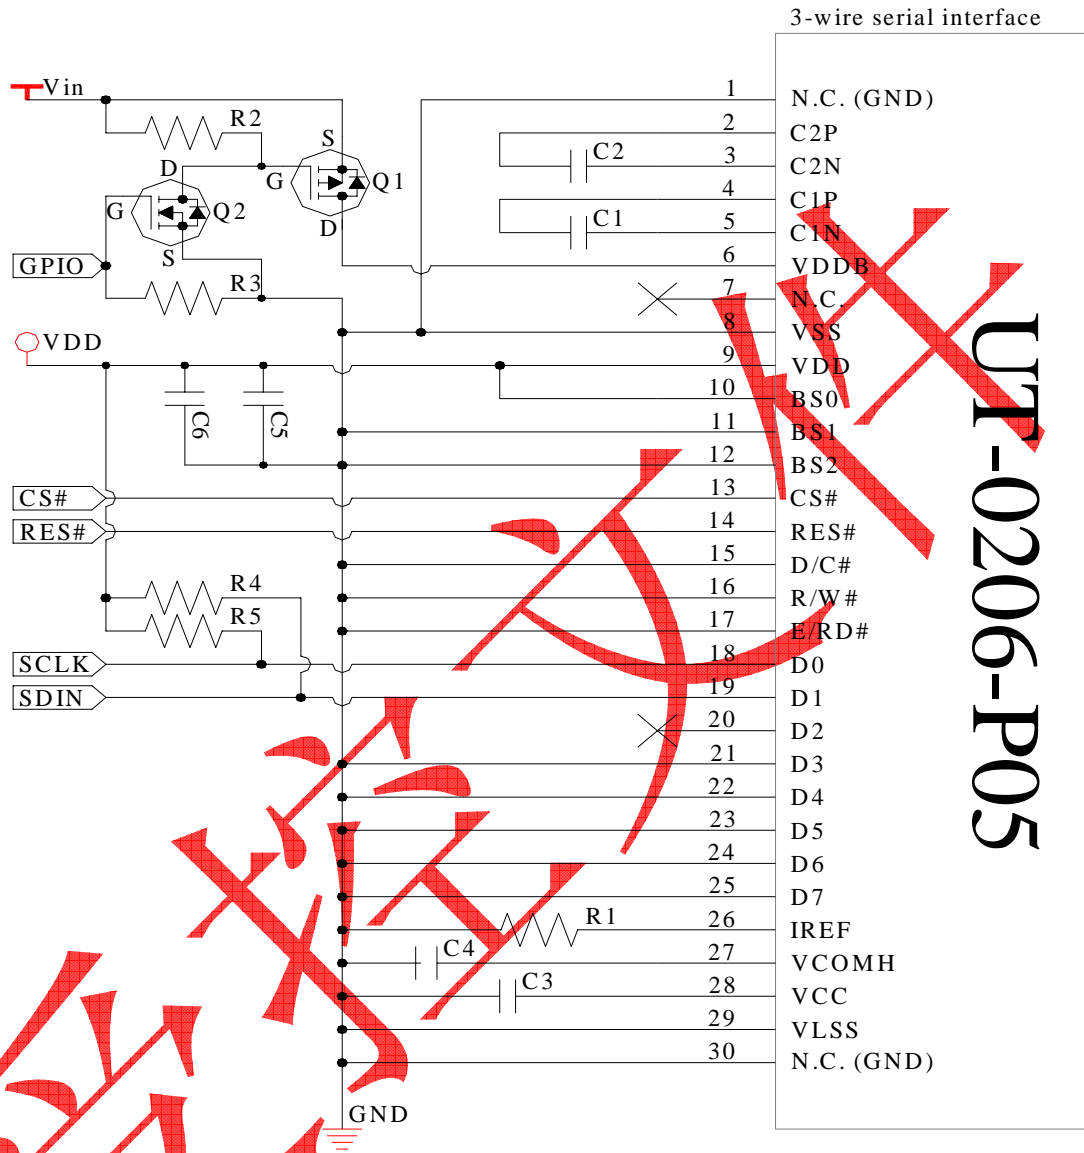 3-wire serial interface
Vin
R2
S
D
G
Q1
G
Q2
D
S
GPIO
R3
VDD
C6
C5
CS#
RES#
R4
R5
SCLK
SDIN
C2
C1
R1
C4
C3
GND
1 N.C. (GND)
2 C2P
3 C2N
4 C1P
5 C1N
6 VDDB
7 N.C.
8 VSS
9 VDD
10 BS0
11 BS1
12 BS2
13 CS#
14 RES#
15 D/C#
16 R/W#
17 E/RD#
18 D0
19 D1
20 D2
21 D3
22 D4
23 D5
24 D6
25 D7
26 IREF
27 VCOMH
28 VCC
29 VLSS
30 N.C. (GND)
UT-0206-P05